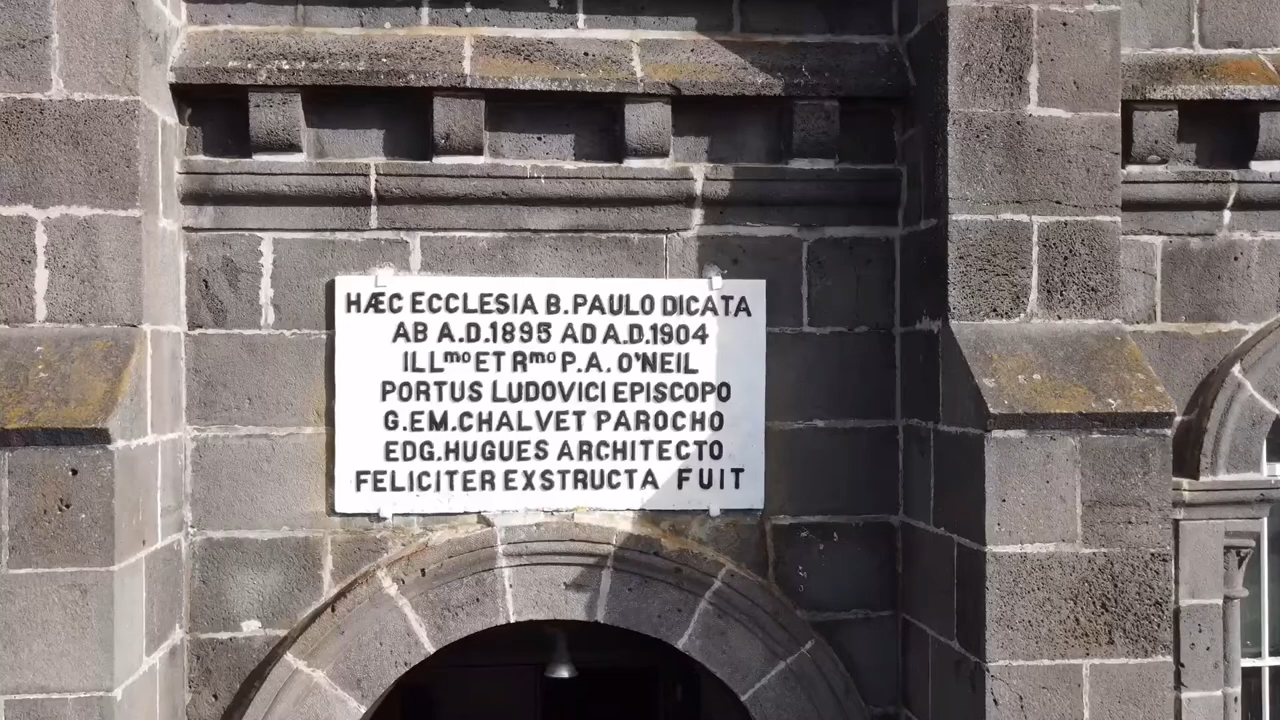 HÆC ECCLESIA B.PAULO DICATA
AB A.D.1895 AD A.D.1904
ILLᵐᵒ ET Rᵐᵒ P.A. O'NEIL
PORTUS LUDOVICI EPISCOPO
G.EM.CHALVET PAROCHO
EDG.HUGUES ARCHITECTO
FELICITER EXSTRUCTA FUIT